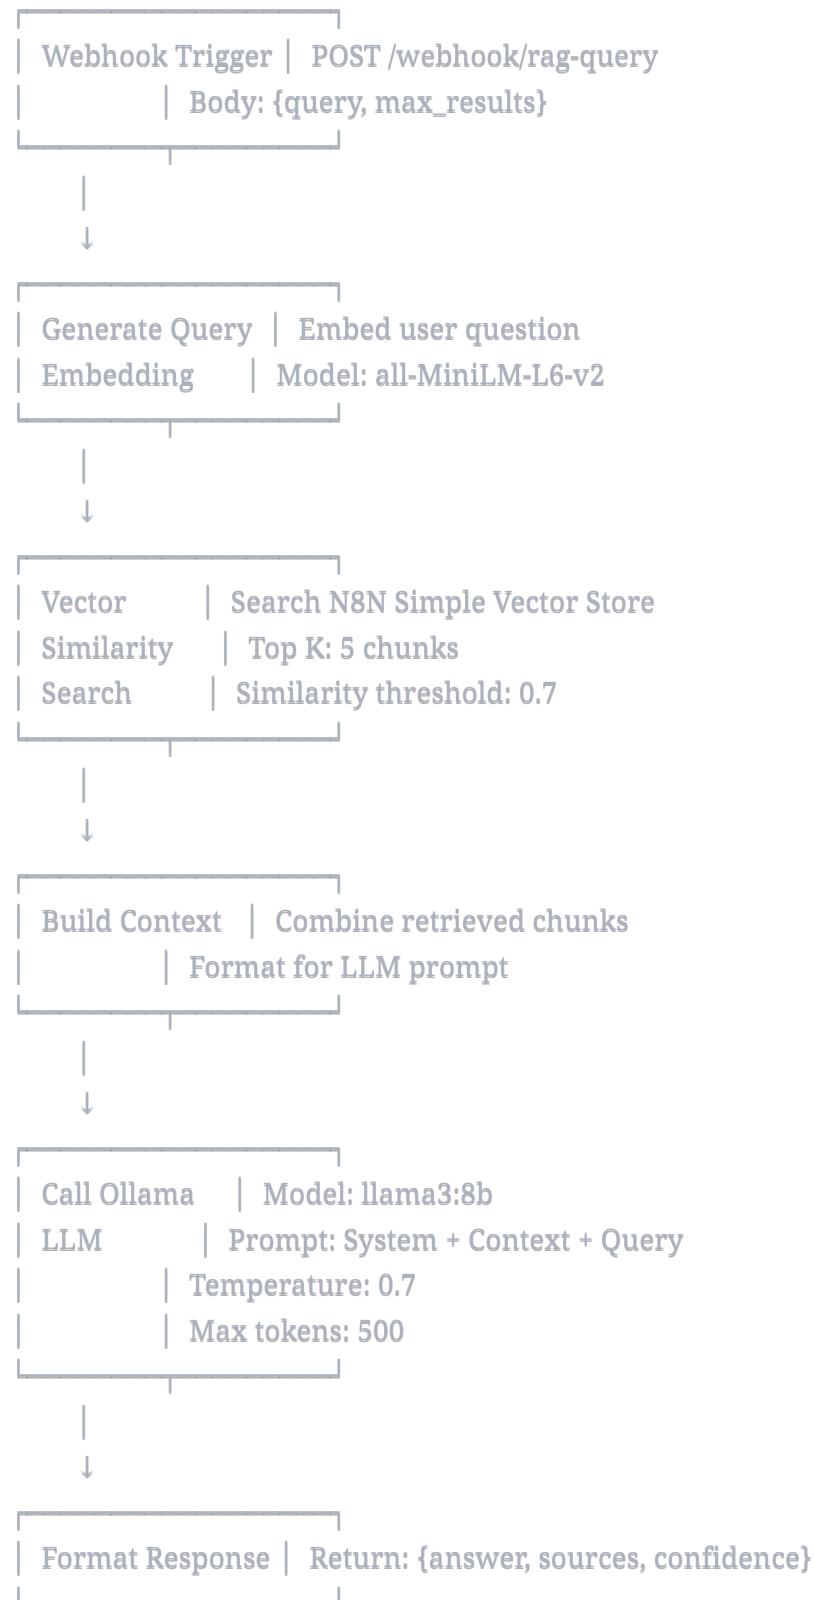 Webhook Trigger │ POST /webhook/rag-query
│ Body: {query, max_results}
│
↓
Generate Query │ Embed user question
Embedding │ Model: all-MiniLM-L6-v2
│
↓
Vector │ Search N8N Simple Vector Store
Similarity │ Top K: 5 chunks
Search │ Similarity threshold: 0.7
│
↓
Build Context │ Combine retrieved chunks
│ Format for LLM prompt
│
↓
Call Ollama │ Model: llama3:8b
LLM │ Prompt: System + Context + Query
│ Temperature: 0.7
│ Max tokens: 500
│
↓
Format Response │ Return: {answer, sources, confidence}